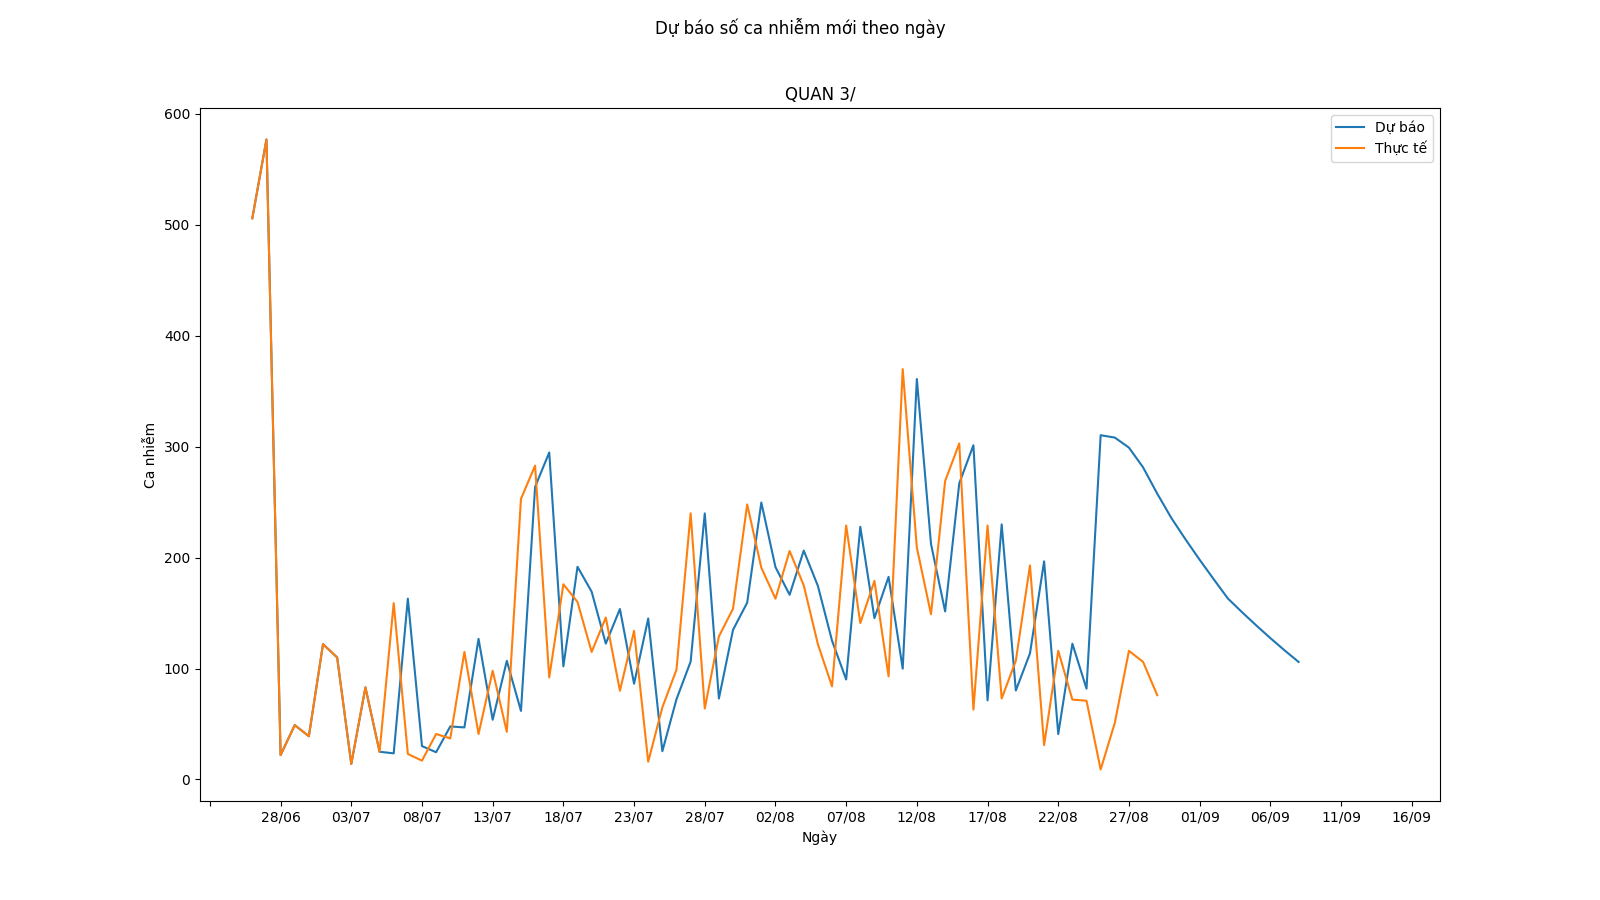 Dự báo số ca nhiễm mới theo ngày
QUAN 3/
Dự báo
Thực tế
600
500
400
300
200
100
0
Ca nhiễm
28/06 03/07 08/07 13/07 18/07 23/07 28/07 02/08 07/08 12/08 17/08 22/08 27/08 01/09 06/09 11/09 16/09
Ngày